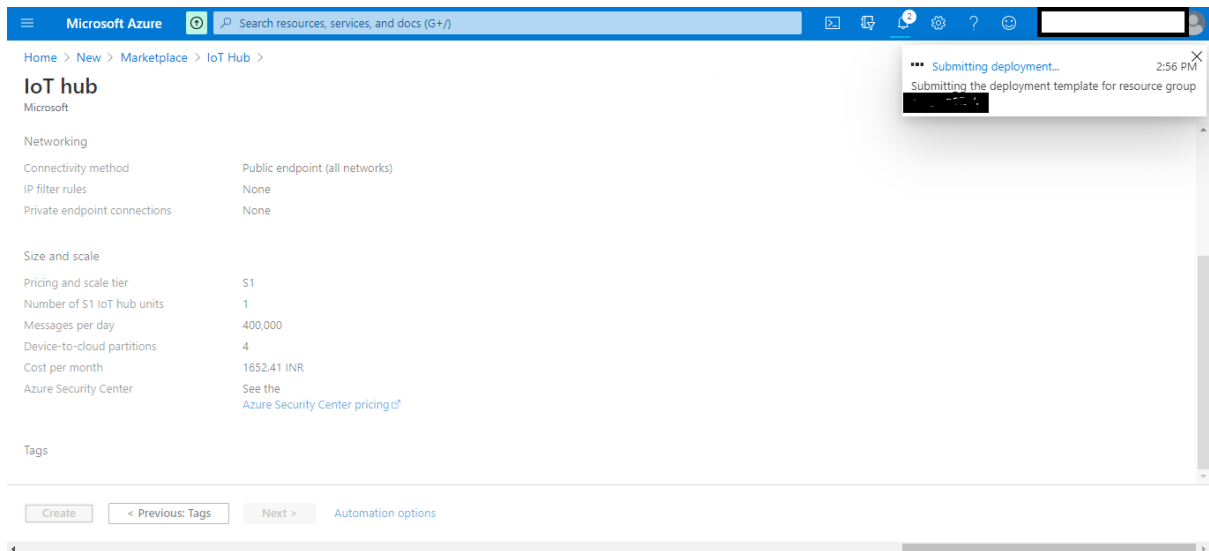 Microsoft Azure
Search resources, services, and docs (G+/)
2
Home > New > Marketplace > IoT Hub >
IoT hub
Microsoft
Submitting deployment...
2:56 PM
Submitting the deployment template for resource group
Networking
Connectivity method Public endpoint (all networks)
IP filter rules None
Private endpoint connections None
Size and scale
Pricing and scale tier S1
Number of S1 IoT hub units 1
Messages per day 400,000
Device-to-cloud partitions 4
Cost per month 1652.41 INR
Azure Security Center See the
Azure Security Center pricing
Tags
Create < Previous: Tags Next > Automation options